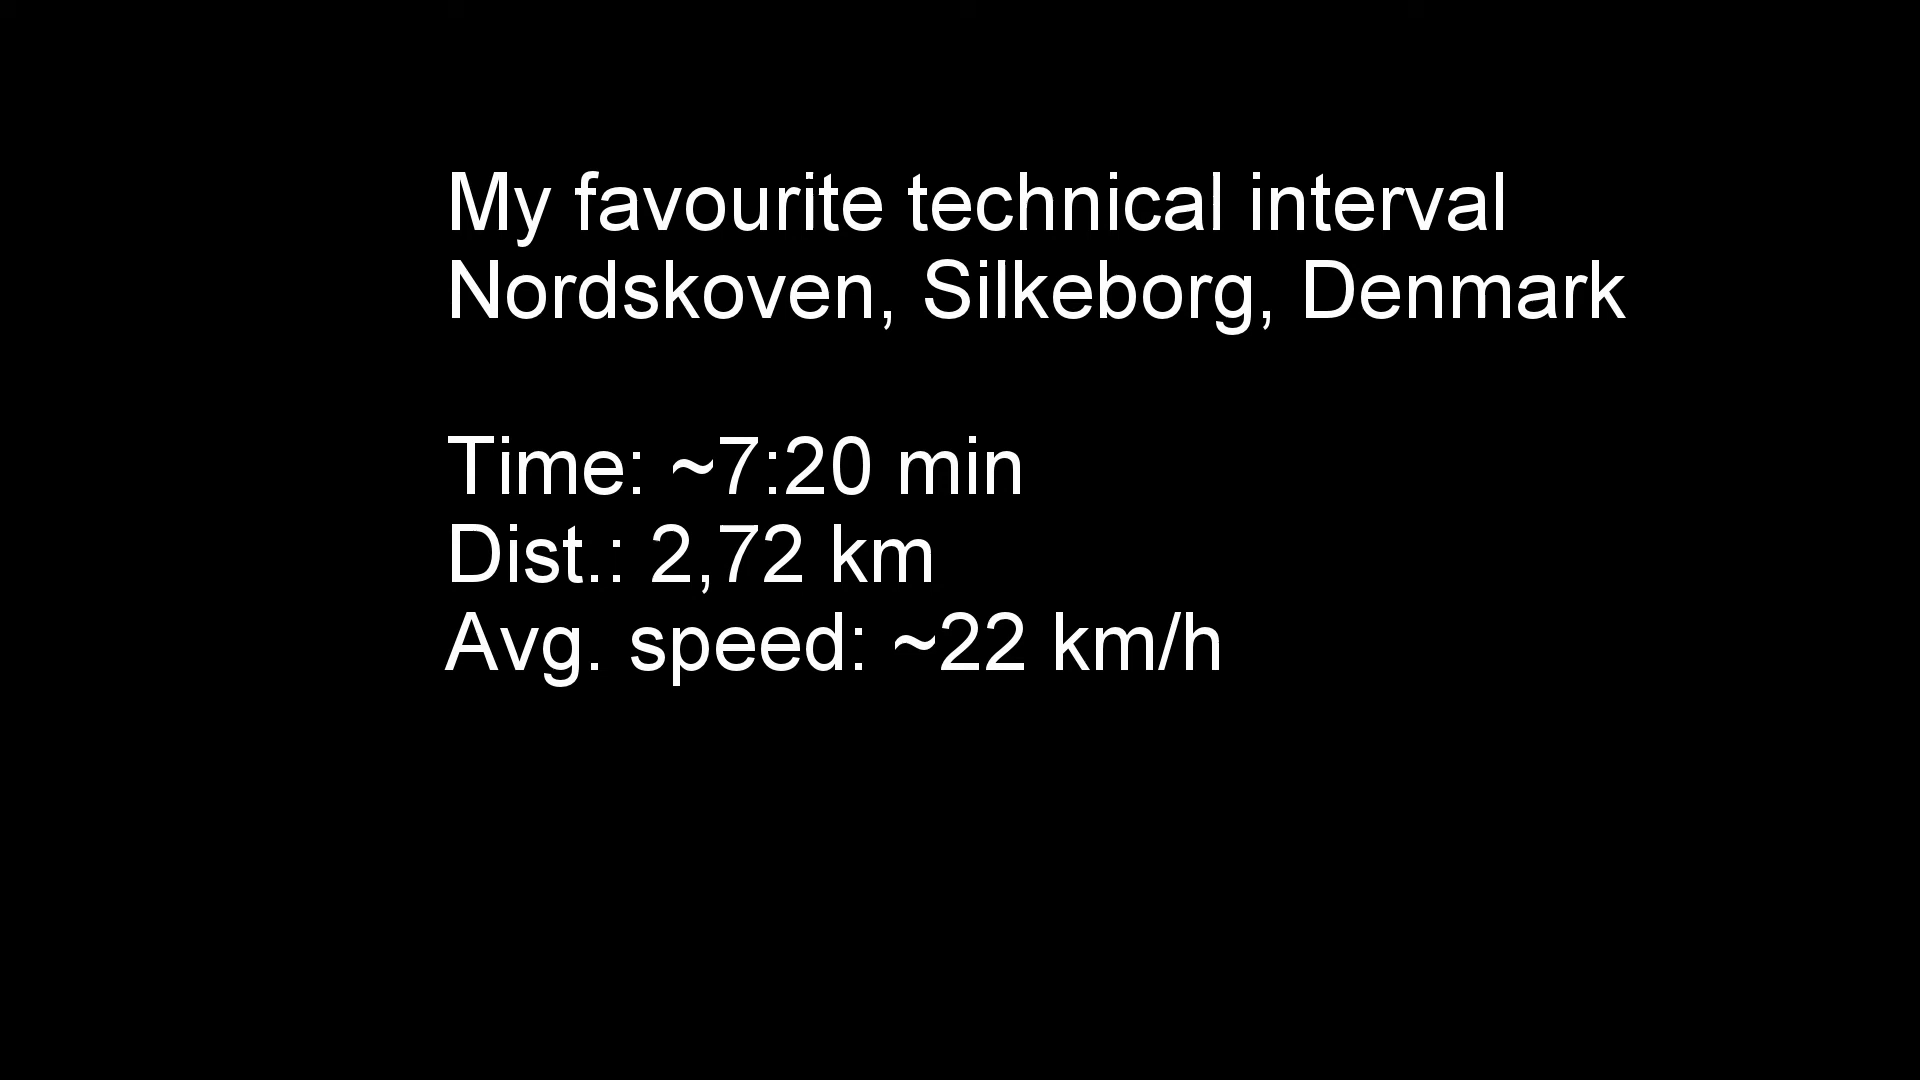 My favourite technical interval
Nordskoven, Silkeborg, Denmark
Time: ~7:20 min
Dist.: 2,72 km
Avg. speed: ~22 km/h